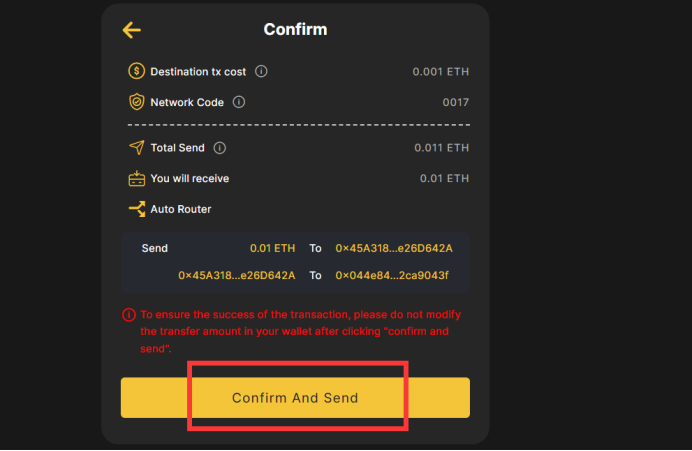 Confirm
Destination tx cost 0.001 ETH
Network Code 0017
Total Send 0.011 ETH
You will receive 0.01 ETH
Auto Router
Send 0.01 ETH To 0×45A318...e26D642A
0×45A318...e26D642A To 0×044e84...2ca9043f
To ensure the success of the transaction, please do not modify
the transfer amount in your wallet after clicking "confirm and
send".
Confirm And Send